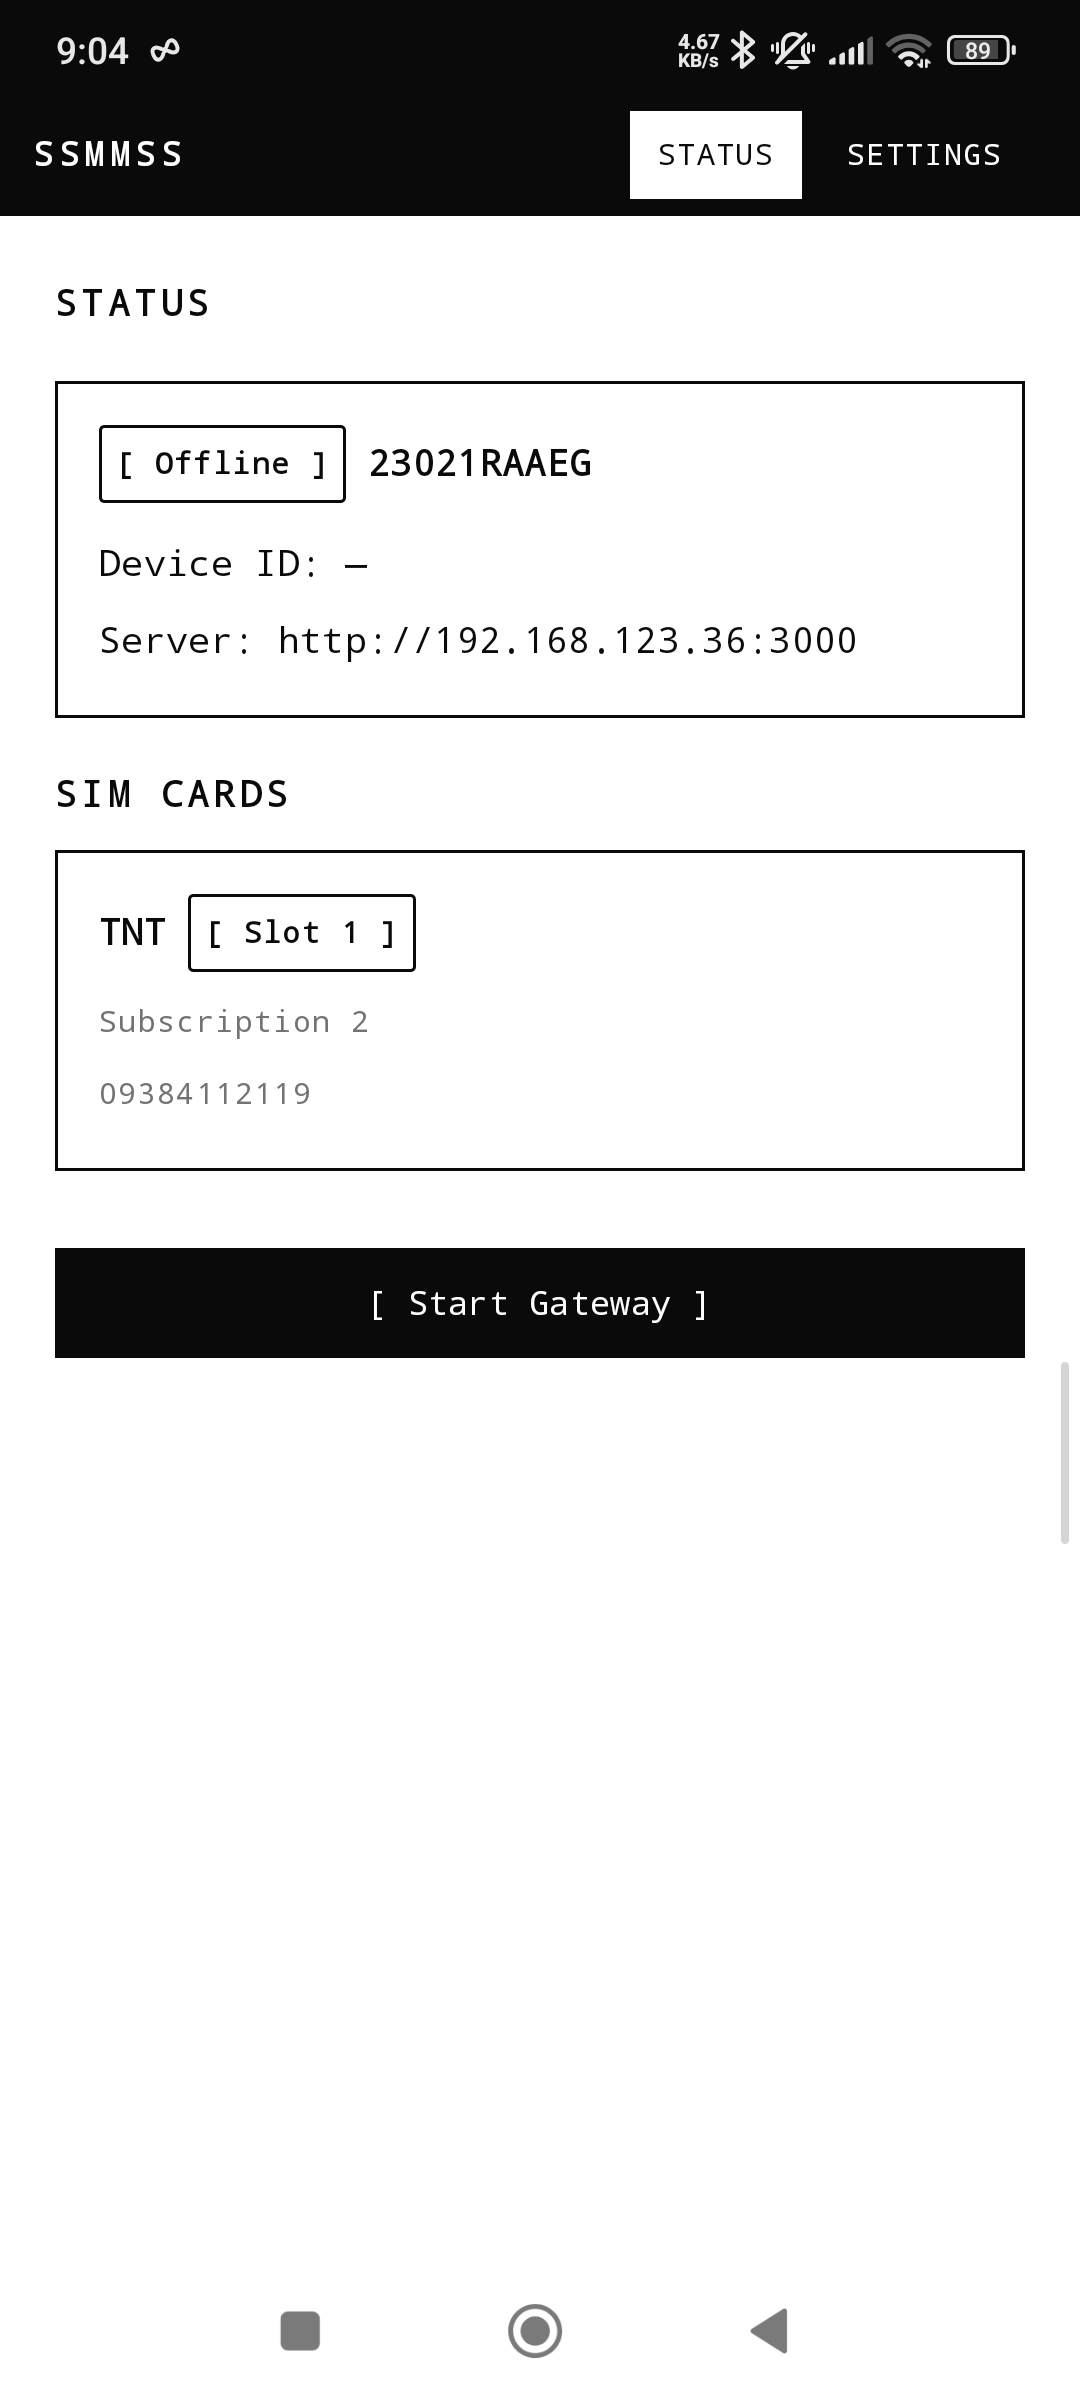 9:04
4.67 KB/s
89
SSMMSS STATUS SETTINGS
STATUS
[ Offline ] 23021RAAEG
Device ID: —
Server: http://192.168.123.36:3000
SIM CARDS
TNT [ Slot 1 ]
Subscription 2
09384112119
[ Start Gateway ]